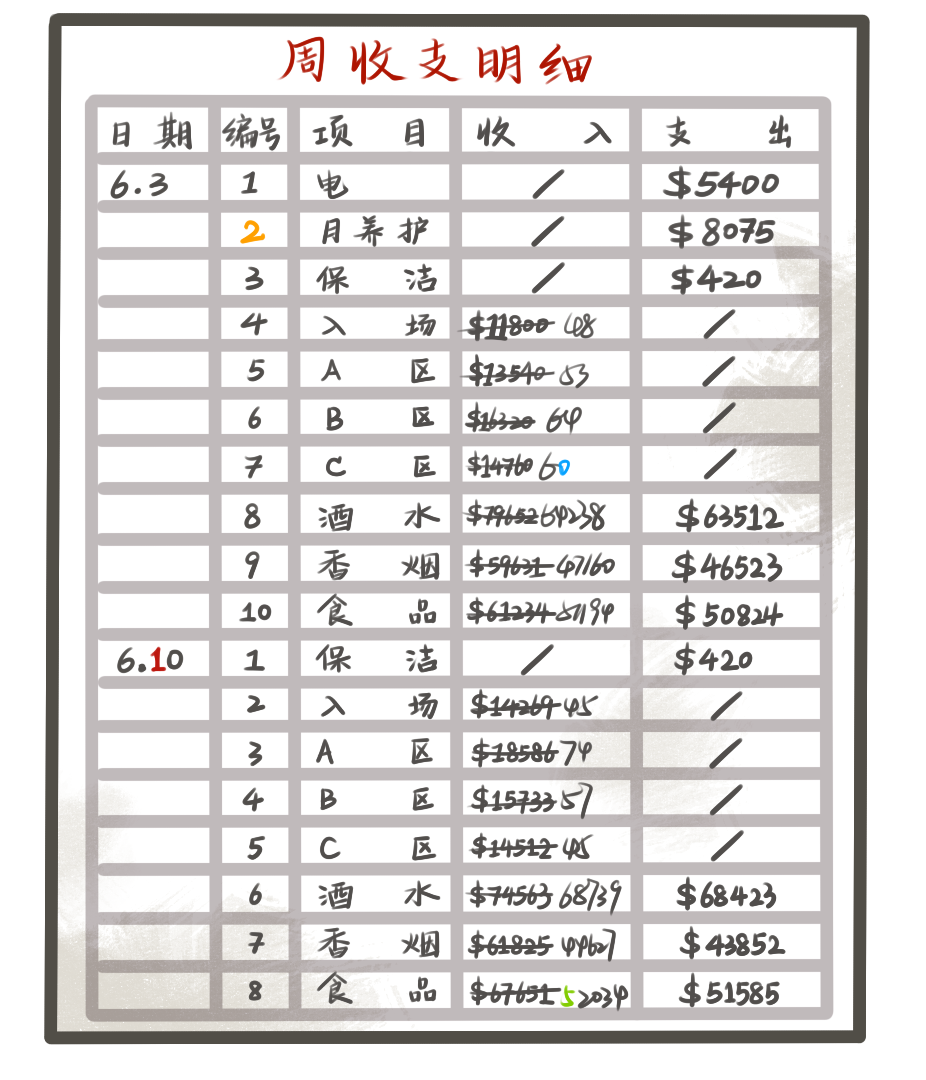 周收支明细
日期 编号 项目 收入 支出
6.3 1 电 / $5400
2 月养护 / $8075
3 保洁 / $420
4 入场 $11800 48 /
5 A区 $13540 53 /
6 B区 $16320 64 /
7 C区 $14760 60 /
8 酒水 $79652 64238 $63512
9 香烟 $59631 47160 $46523
10 食品 $61234 51194 $50824
6.10 1 保洁 / $420
2 入场 $14269 45 /
3 A区 $18586 74 /
4 B区 $15733 57 /
5 C区 $14512 45 /
6 酒水 $74563 68739 $68423
7 香烟 $61825 44627 $43852
8 食品 $67651 52034 $51585